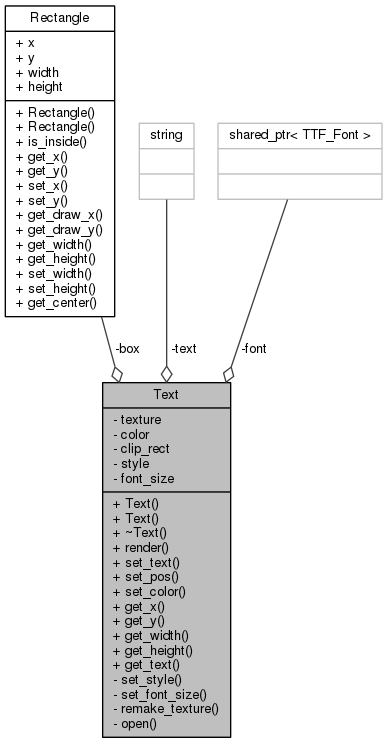 Rectangle
+ x
+ y
+ width
+ height
+ Rectangle()
+ Rectangle()
+ is_inside()
+ get_x()
+ get_y()
+ set_x()
+ set_y()
+ get_draw_x()
+ get_draw_y()
+ get_width()
+ get_height()
+ set_width()
+ set_height()
+ get_center()
string
shared_ptr< TTF_Font >
-box
-text
-font
Text
- texture
- color
- clip_rect
- style
- font_size
+ Text()
+ Text()
+ ~Text()
+ render()
+ set_text()
+ set_pos()
+ set_color()
+ get_x()
+ get_y()
+ get_width()
+ get_height()
+ get_text()
- set_style()
- set_font_size()
- remake_texture()
- open()